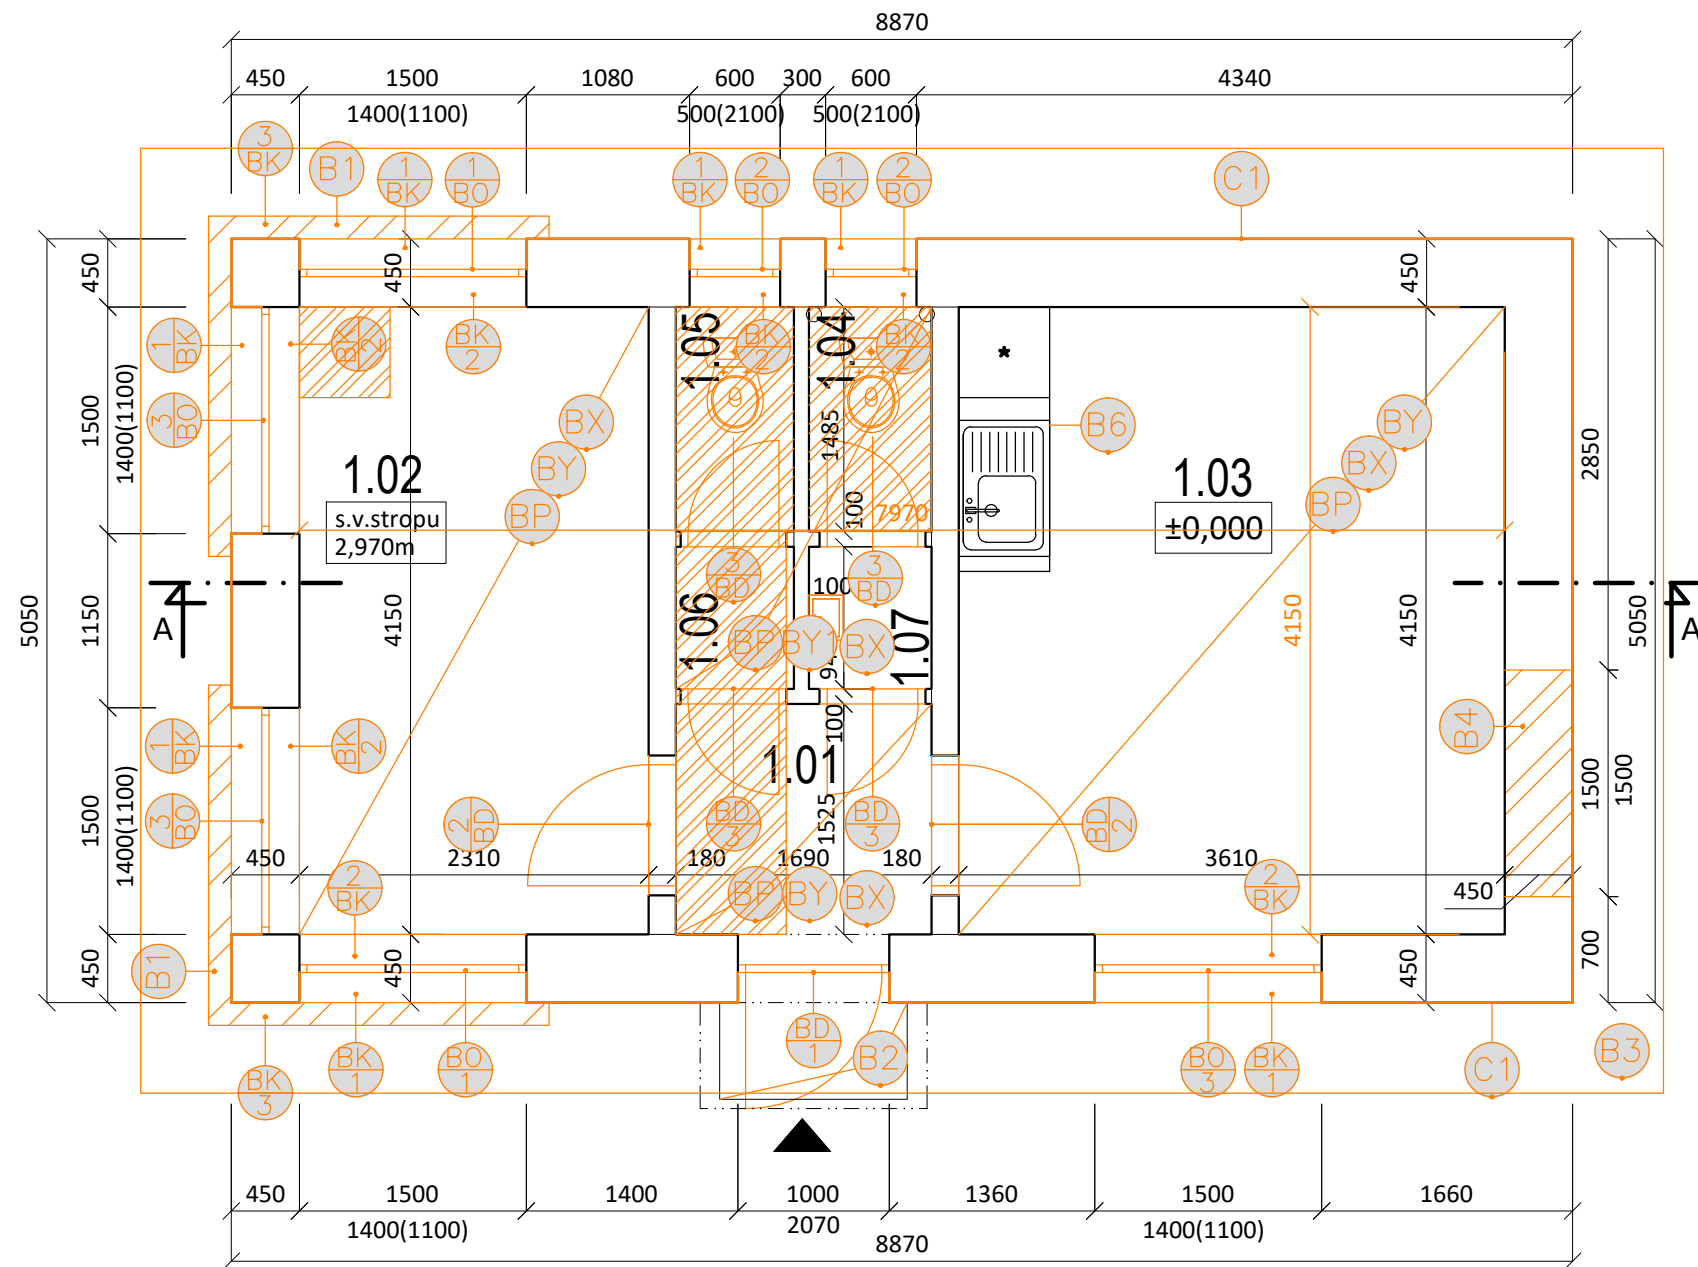 8870
450 1500 1080 600 300 600 4340
1400(1100) 500(2100) 500(2100)
3 BK
B1
1 BK
1 BO
1 BK
2 BO
1 BK
2 BO
C1
450
450
450
1 BK
BK 2
BK 2
1.05
BK 2
1.04
BK 2
*
3 BO
1500
1400(1100)
BX
BY
BP
1485
B6
BY
BX
BP
2850
1.02
s.v.stropu
2,970m
100
7970
1.03
±0,000
3 BD
3 BD
100
5050
1150
4150
1.06
1.07
BP
BY1
BX
94
4150
4150
5050
A
A
1 BK
BK 2
100
1.01
B4
3 BO
1500
1400(1100)
2 BD
BD 3
1525
BD 3
BD 2
1500
1500
450 2310 180 1690 180 3610
450
2 BK
BP
BY
BX
2 BK
B1
450
450
450
700
BK 3
BK 1
BO 1
BD 1
B2
BO 3
BK 1
C1
B3
450 1500 1400 1000 1360 1500 1660
1400(1100) 2070 1400(1100)
8870